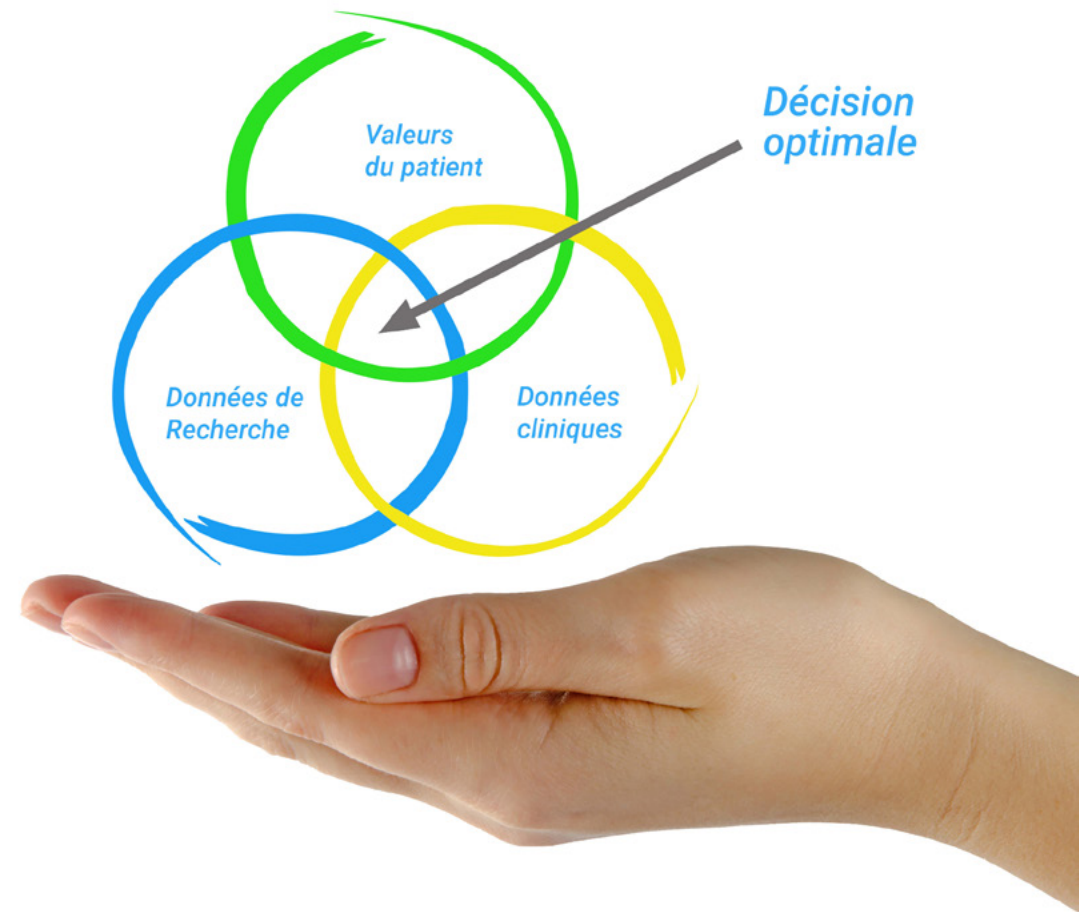 Décision
optimale
Valeurs
du patient
Données de
Recherche
Données
cliniques